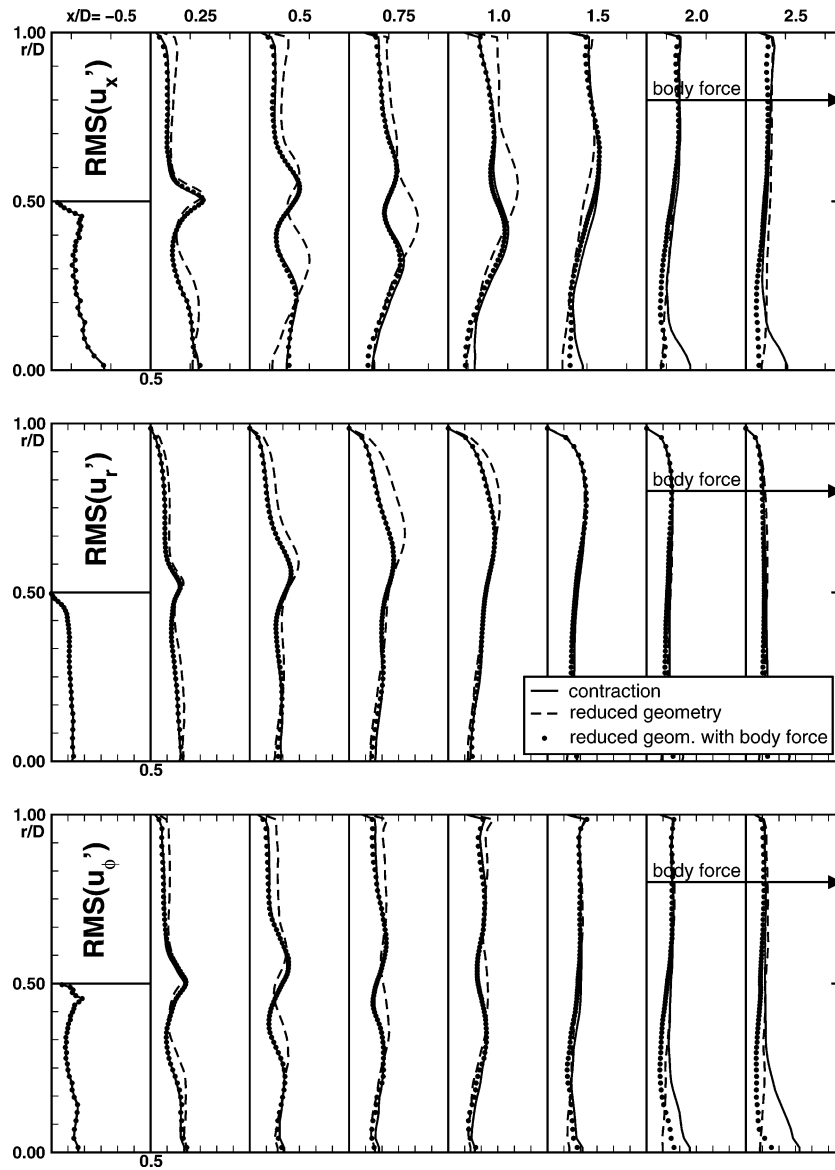 x/D= −0.5 0.25 0.5 0.75 1.0 1.5 2.0 2.5
1.00
r/D
RMS(uₓ’)
body force
0.50
0.00
0.5
1.00
r/D
RMS(uᵣ’)
body force
0.50
contraction
reduced geometry
reduced geom. with body force
0.00
0.5
1.00
r/D
RMS(u_ϕ’)
body force
0.50
0.00
0.5